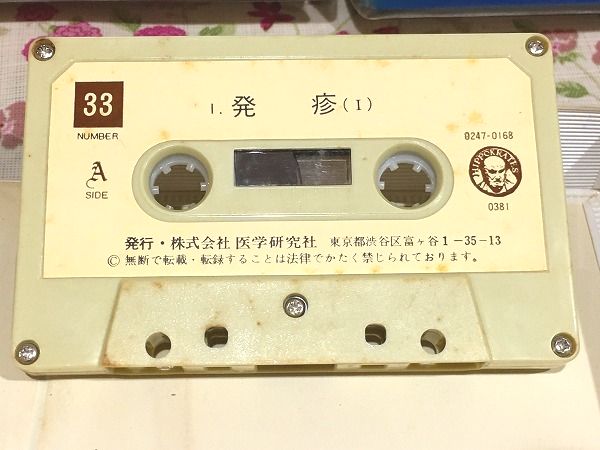 33
NUMBER
1. 発 疹(I)
0247-0168
A
SIDE
HIPPOKRATES
0381
発行・株式会社 医学研究社 東京都渋谷区富ヶ谷1-35-13
© 無断で転載・転録することは法律でかたく禁じられております。